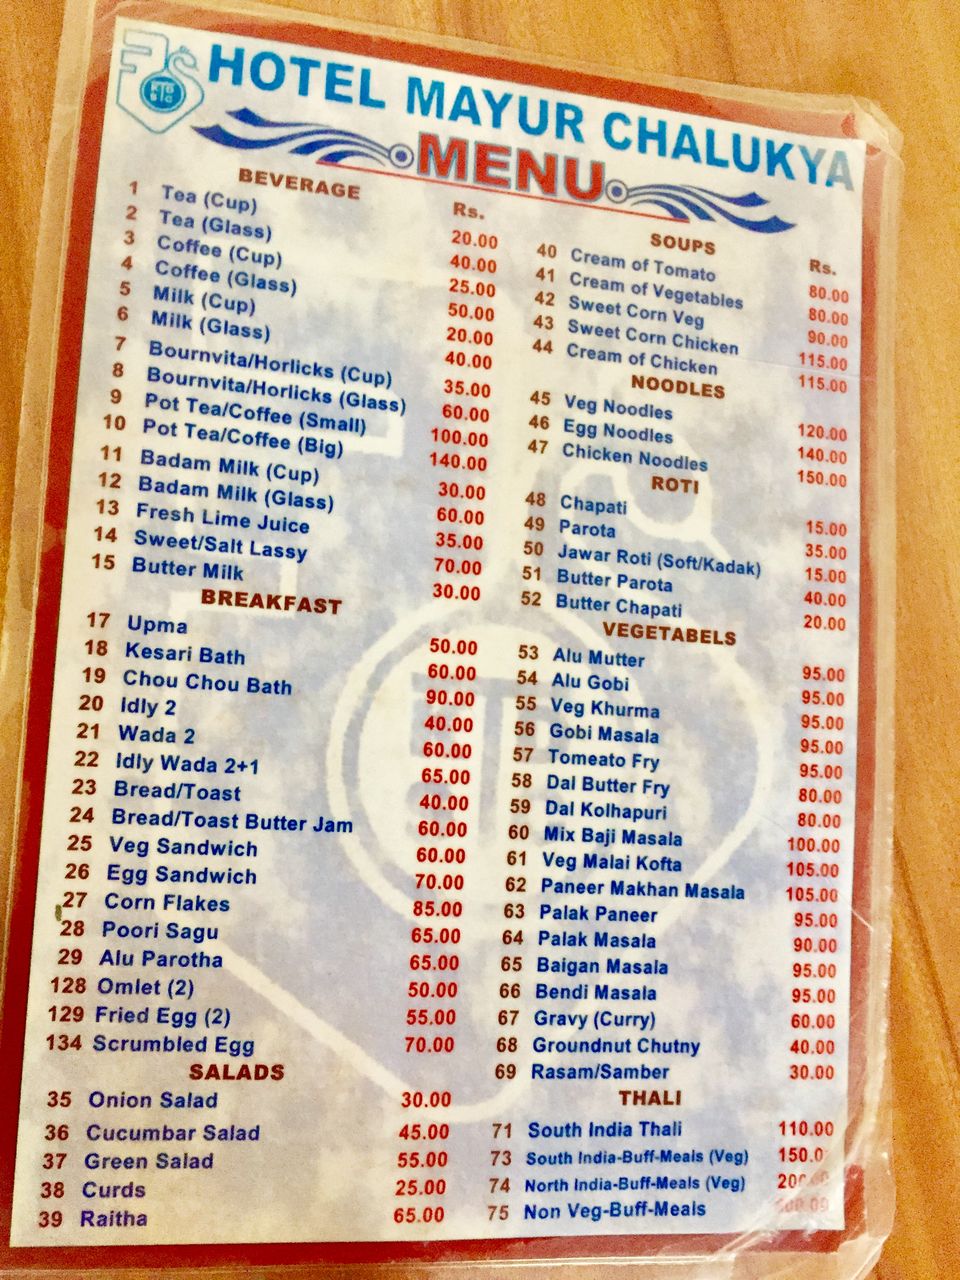 HOTEL MAYUR CHALUKYA
MENU
BEVERAGE
Rs.
1 Tea (Cup) 20.00
2 Tea (Glass) 40.00
3 Coffee (Cup) 25.00
4 Coffee (Glass) 50.00
5 Milk (Cup) 20.00
6 Milk (Glass) 40.00
7 Bournvita/Horlicks (Cup) 35.00
8 Bournvita/Horlicks (Glass) 60.00
9 Pot Tea/Coffee (Small) 100.00
10 Pot Tea/Coffee (Big) 140.00
11 Badam Milk (Cup) 30.00
12 Badam Milk (Glass) 60.00
13 Fresh Lime Juice 35.00
14 Sweet/Salt Lassy 70.00
15 Butter Milk 30.00
BREAKFAST
17 Upma 50.00
18 Kesari Bath 60.00
19 Chou Chou Bath 90.00
20 Idly 2 40.00
21 Wada 2 60.00
22 Idly Wada 2+1 65.00
23 Bread/Toast 40.00
24 Bread/Toast Butter Jam 60.00
25 Veg Sandwich 60.00
26 Egg Sandwich 70.00
27 Corn Flakes 85.00
28 Poori Sagu 65.00
29 Alu Parotha 65.00
128 Omlet (2) 50.00
129 Fried Egg (2) 55.00
134 Scrumbled Egg 70.00
SALADS
35 Onion Salad 30.00
36 Cucumbar Salad 45.00
37 Green Salad 55.00
38 Curds 25.00
39 Raitha 65.00
SOUPS
Rs.
40 Cream of Tomato 80.00
41 Cream of Vegetables 80.00
42 Sweet Corn Veg 90.00
43 Sweet Corn Chicken 115.00
44 Cream of Chicken 115.00
NOODLES
45 Veg Noodles 120.00
46 Egg Noodles 140.00
47 Chicken Noodles 150.00
ROTI
48 Chapati 15.00
49 Parota 35.00
50 Jawar Roti (Soft/Kadak) 15.00
51 Butter Parota 40.00
52 Butter Chapati 20.00
VEGETABELS
53 Alu Mutter 95.00
54 Alu Gobi 95.00
55 Veg Khurma 95.00
56 Gobi Masala 95.00
57 Tomeato Fry 95.00
58 Dal Butter Fry 80.00
59 Dal Kolhapuri 80.00
60 Mix Baji Masala 100.00
61 Veg Malai Kofta 105.00
62 Paneer Makhan Masala 105.00
63 Palak Paneer 95.00
64 Palak Masala 90.00
65 Baigan Masala 95.00
66 Bendi Masala 95.00
67 Gravy (Curry) 60.00
68 Groundnut Chutny 40.00
69 Rasam/Samber 30.00
THALI
71 South India Thali 110.00
73 South India-Buff-Meals (Veg) 150.0
74 North India-Buff-Meals (Veg)
75 Non Veg-Buff-Meals